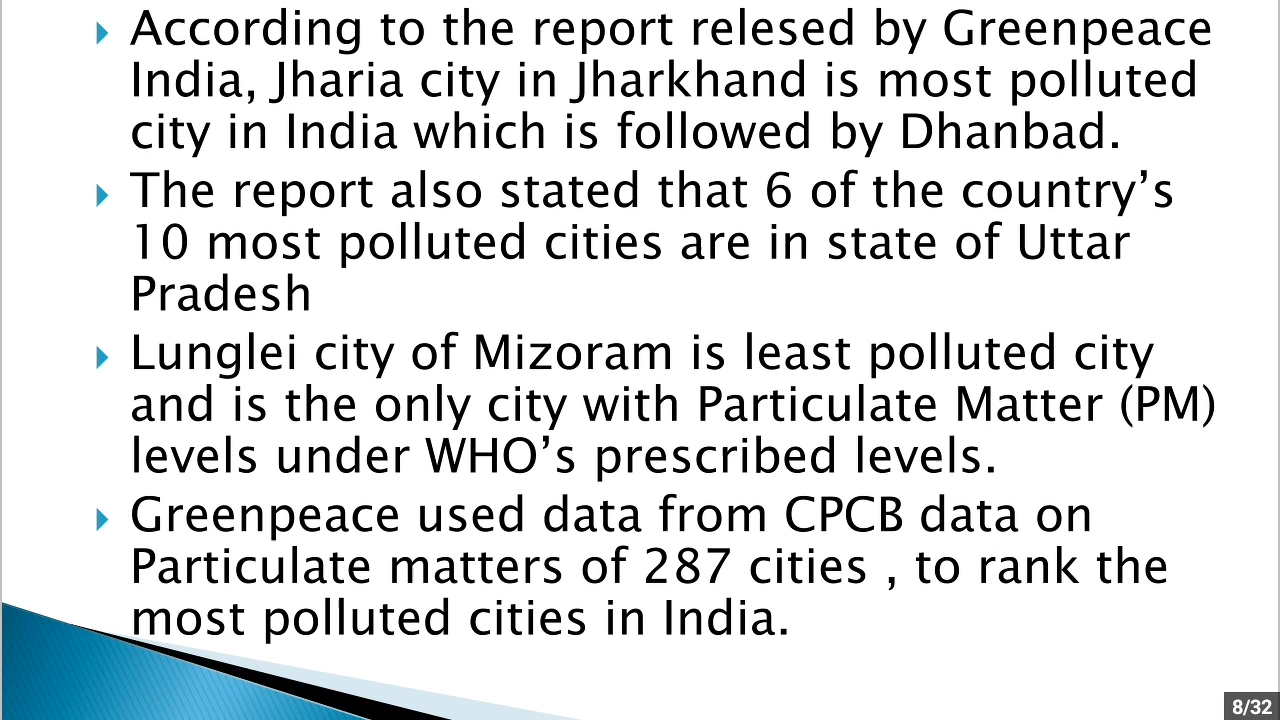 According to the report relesed by Greenpeace
India, Jharia city in Jharkhand is most polluted
city in India which is followed by Dhanbad.
The report also stated that 6 of the country’s
10 most polluted cities are in state of Uttar
Pradesh
Lunglei city of Mizoram is least polluted city
and is the only city with Particulate Matter (PM)
levels under WHO’s prescribed levels.
Greenpeace used data from CPCB data on
Particulate matters of 287 cities , to rank the
most polluted cities in India.
8/32